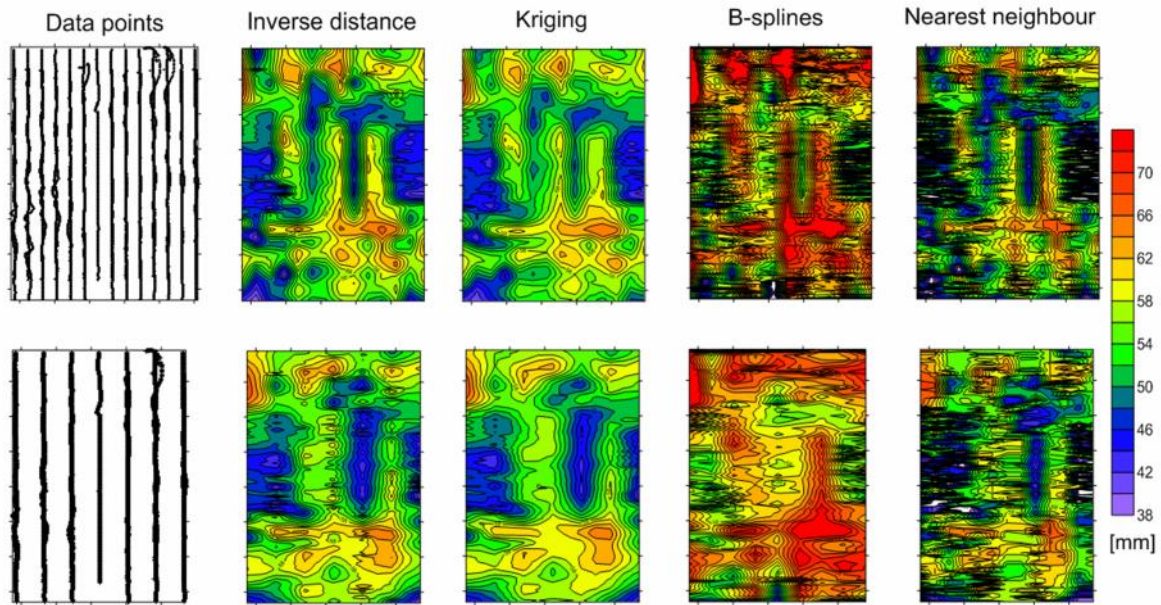 Data points
Inverse distance
Kriging
B-splines
Nearest neighbour
70
66
62
58
54
50
46
42
38
[mm]